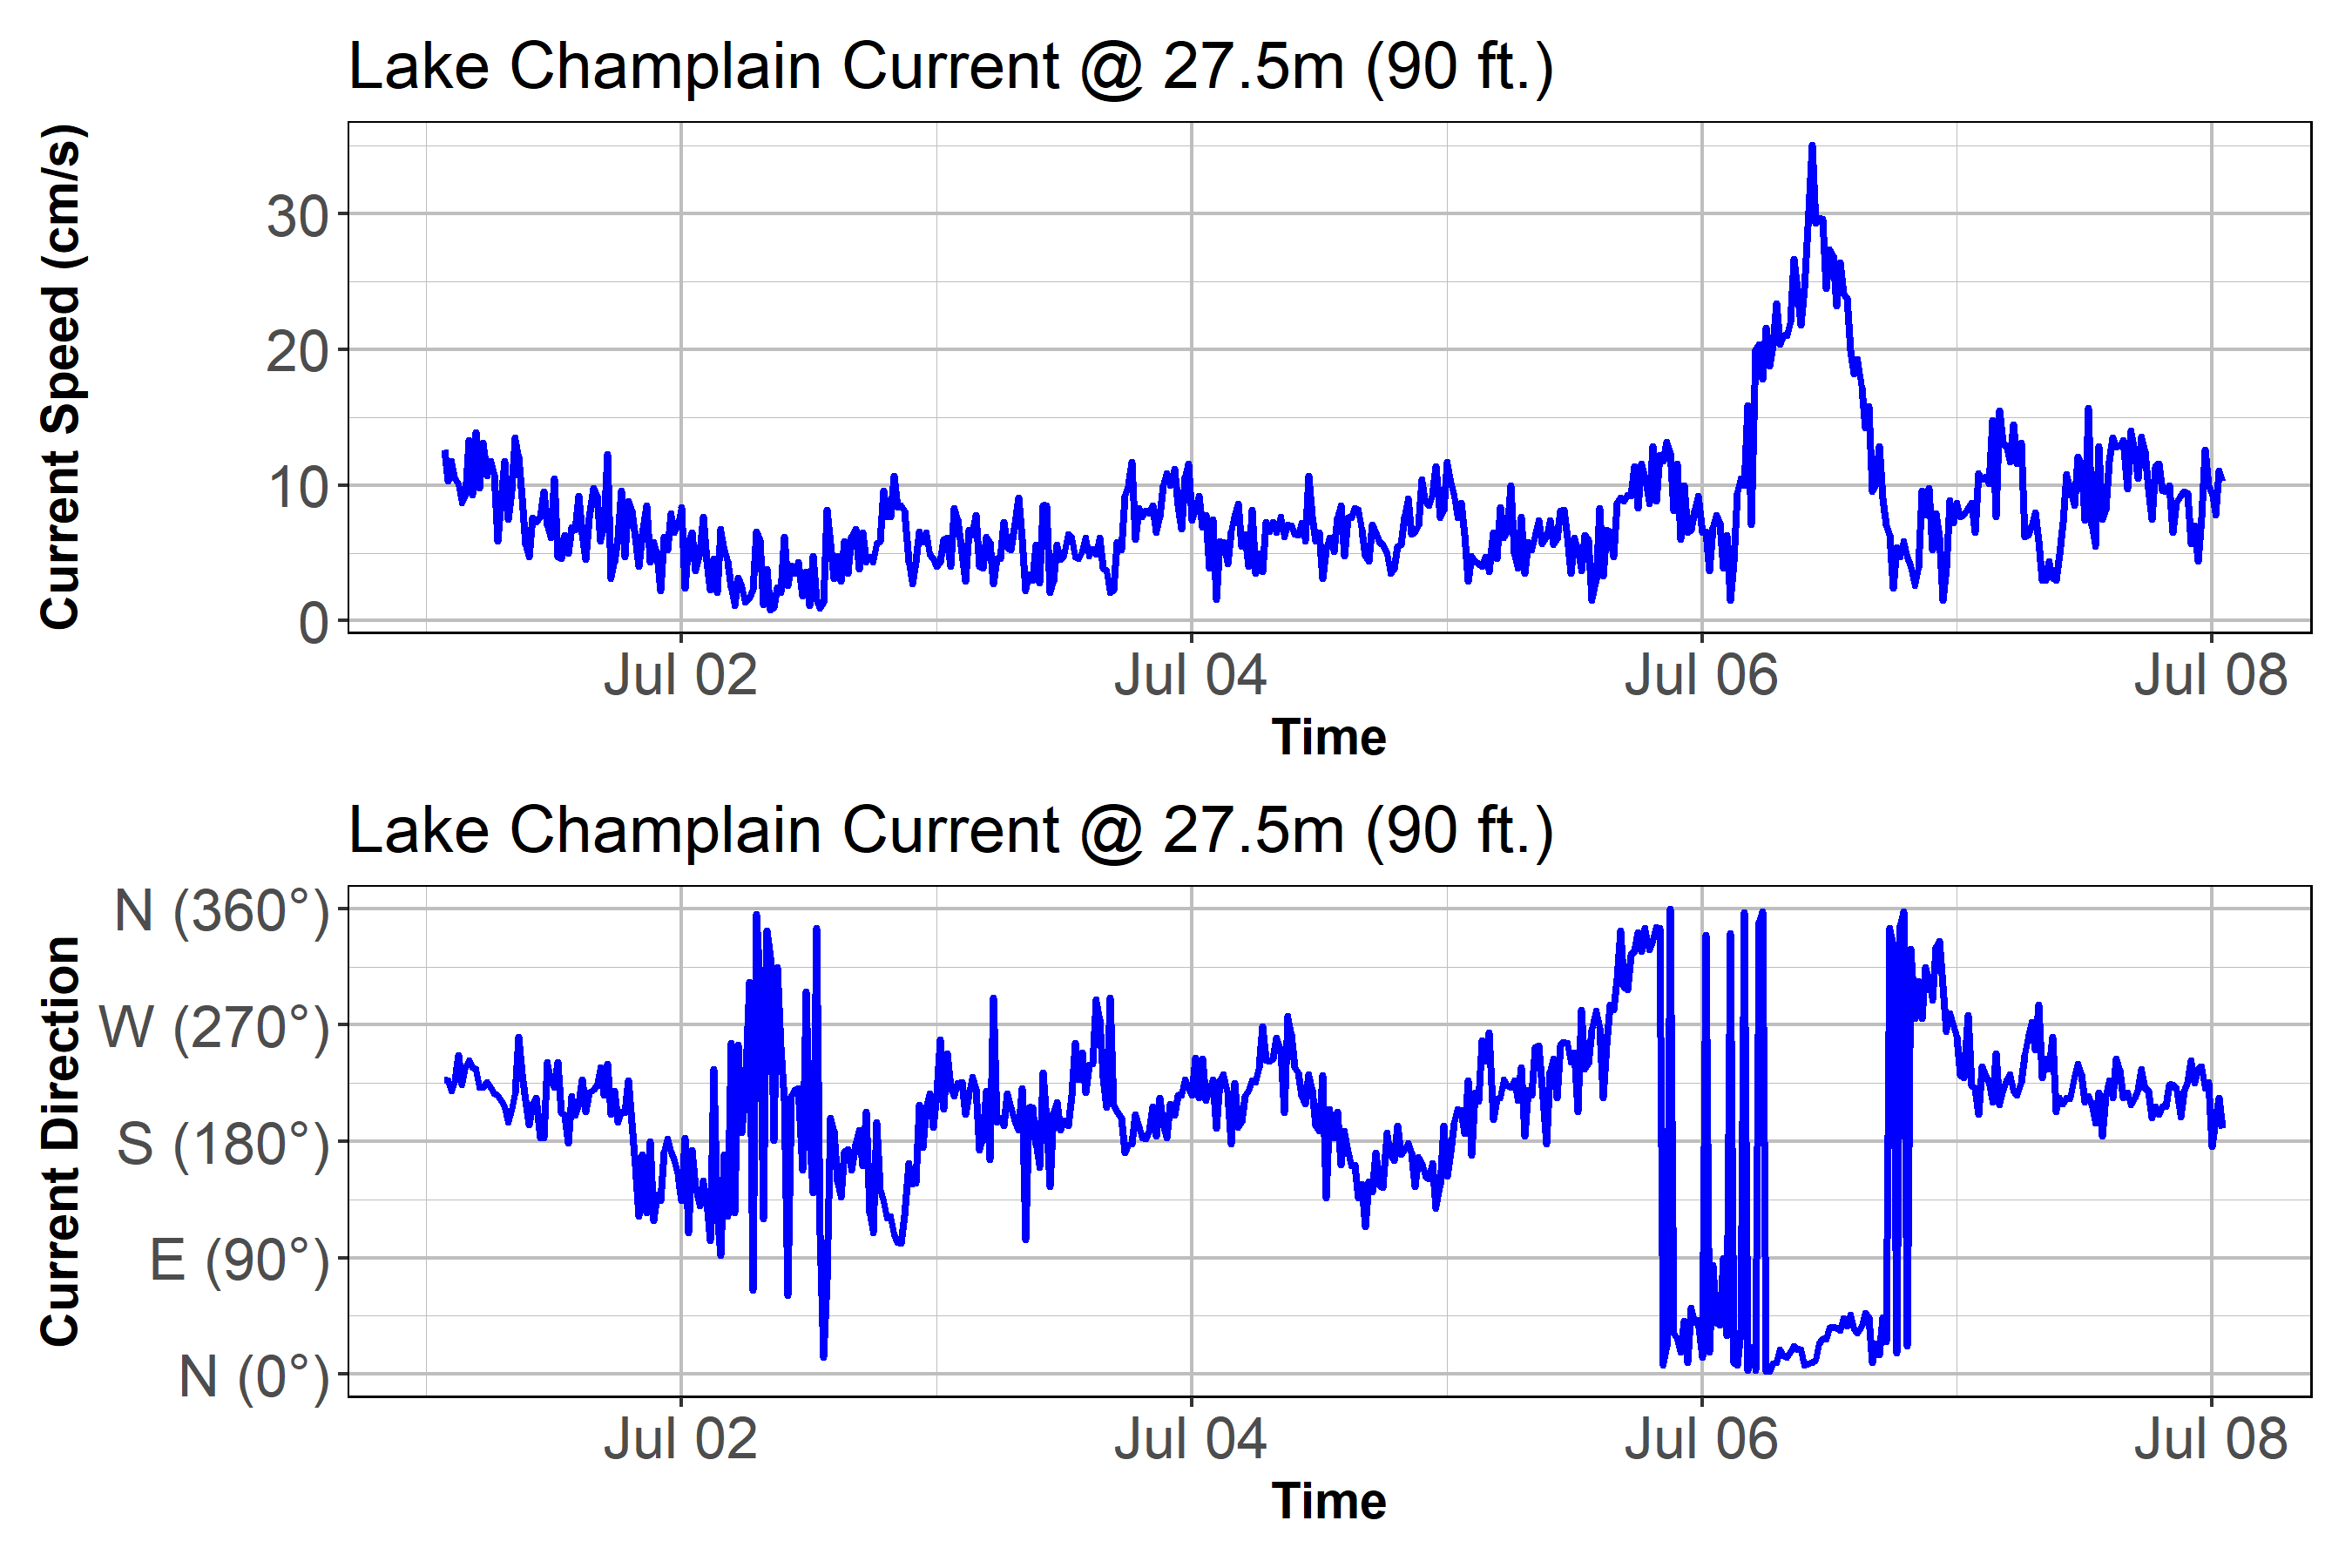 Lake Champlain Current @ 27.5m (90 ft.)
Current Speed (cm/s)
30
20
10
0
Jul 02 Jul 04 Jul 06 Jul 08
Time
Lake Champlain Current @ 27.5m (90 ft.)
Current Direction
N (360°)
W (270°)
S (180°)
E (90°)
N (0°)
Jul 02 Jul 04 Jul 06 Jul 08
Time